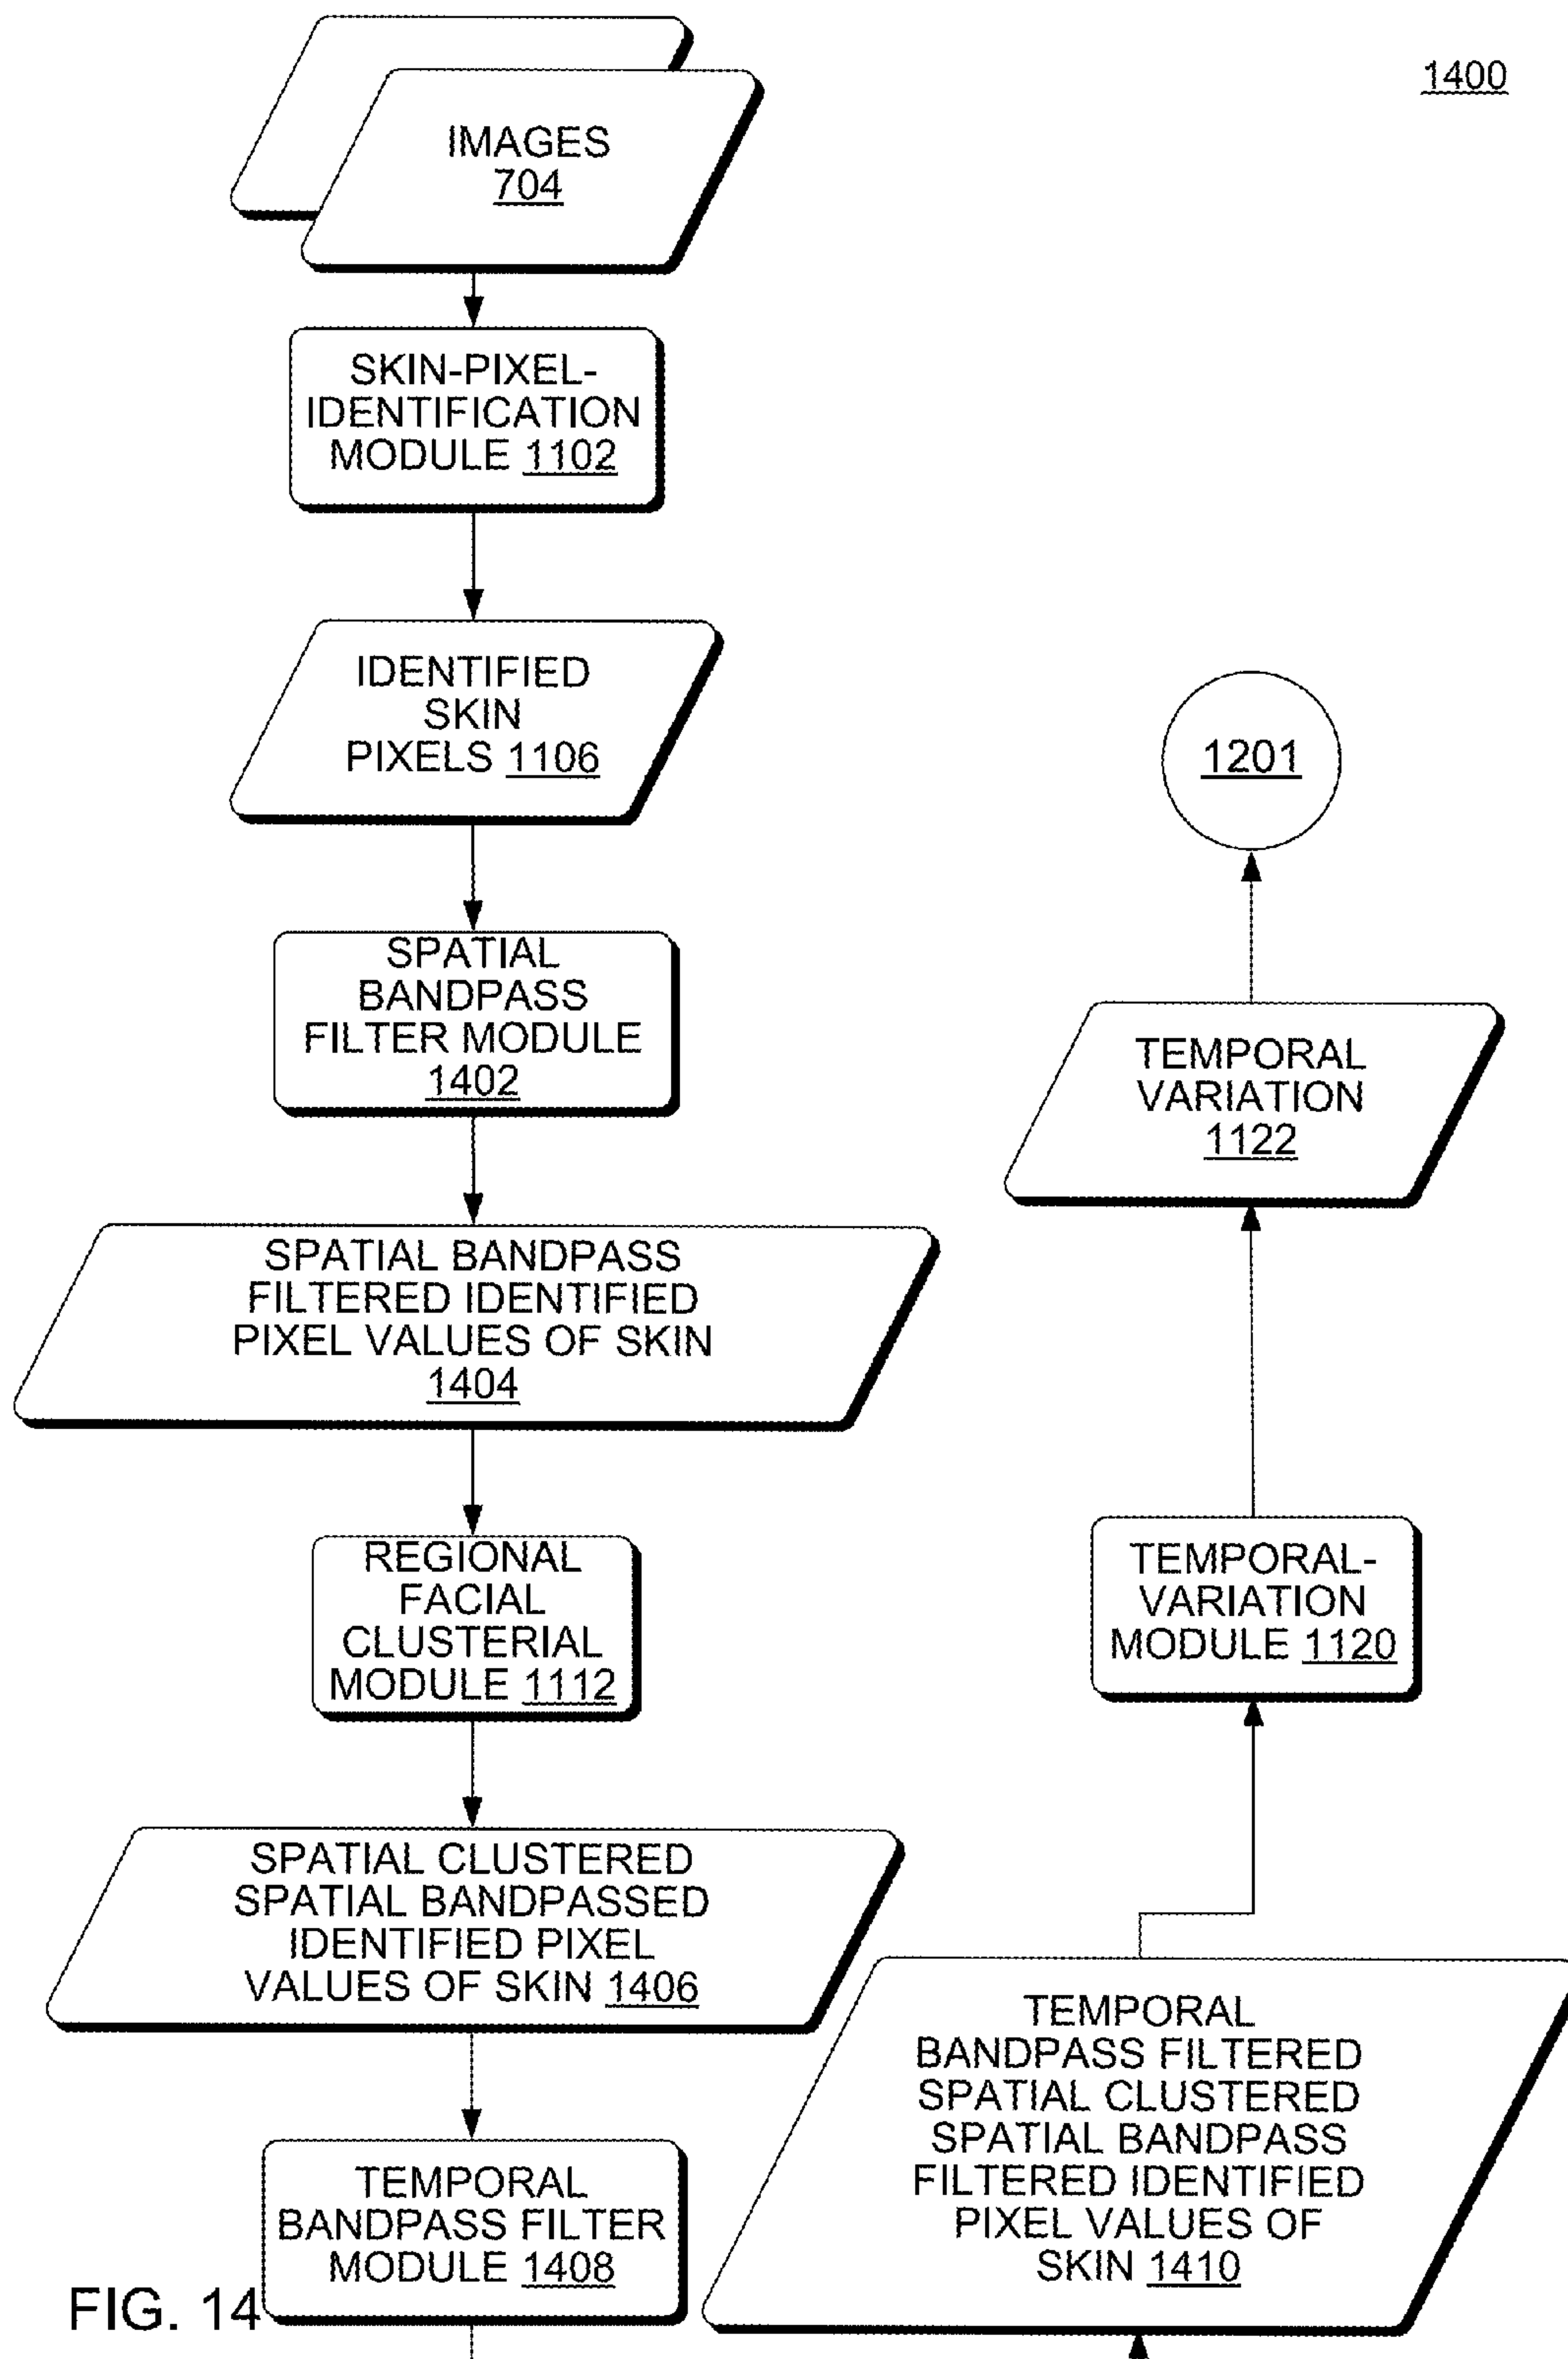 1400
IMAGES
704
SKIN-PIXEL-
IDENTIFICATION
MODULE 1102
IDENTIFIED
SKIN
PIXELS 1106
SPATIAL
BANDPASS
FILTER MODULE
1402
SPATIAL BANDPASS
FILTERED IDENTIFIED
PIXEL VALUES OF SKIN
1404
REGIONAL
FACIAL
CLUSTERIAL
MODULE 1112
SPATIAL CLUSTERED
SPATIAL BANDPASSED
IDENTIFIED PIXEL
VALUES OF SKIN 1406
TEMPORAL
BANDPASS FILTER
MODULE 1408
TEMPORAL
BANDPASS FILTERED
SPATIAL CLUSTERED
SPATIAL BANDPASS
FILTERED IDENTIFIED
PIXEL VALUES OF
SKIN 1410
TEMPORAL-
VARIATION
MODULE 1120
TEMPORAL
VARIATION
1122
1201
FIG. 14